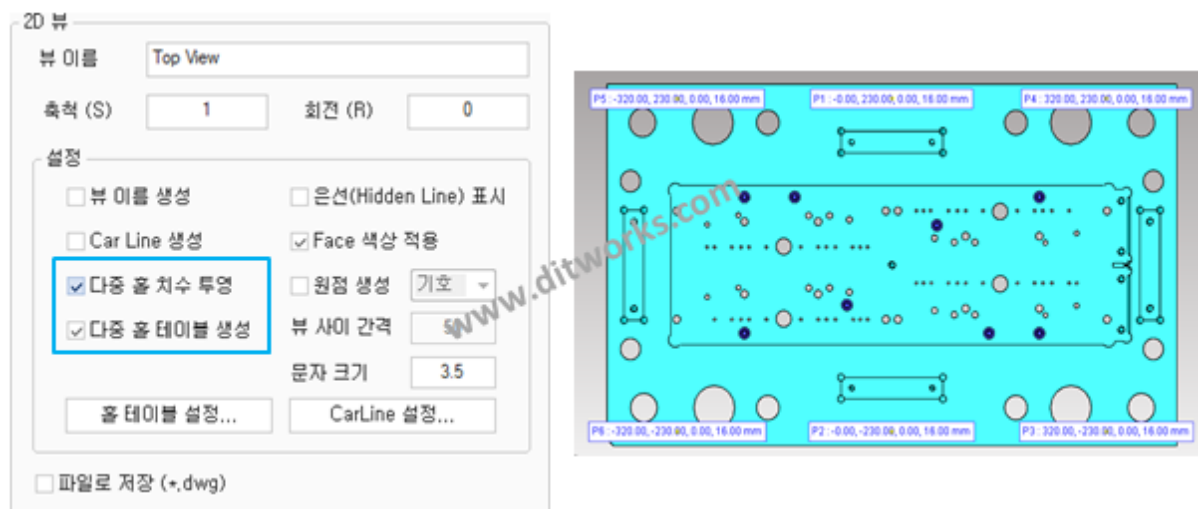 2D 뷰
뷰 이름 Top View
축척 (S) 1 회전 (R) 0
설정
뷰 이름 생성 은선(Hidden Line) 표시
Car Line 생성 Face 색상 적용
다중 홀 치수 투영 원점 생성 기호
다중 홀 테이블 생성 뷰 사이 간격
문자 크기 3.5
홀 테이블 설정... CarLine 설정...
파일로 저장 (*.dwg)
P5 : -320.00, 230.00, 0.00, 16.00 mm P1 : -0.00, 230.00, 0.00, 16.00 mm P4 : 320.00, 230.00, 0.00, 16.00 mm
P6 : -320.00, -230.00, 0.00, 16.00 mm P2 : -0.00, -230.00, 0.00, 16.00 mm P3 : 320.00, -230.00, 0.00, 16.00 mm
www.ditworks.com